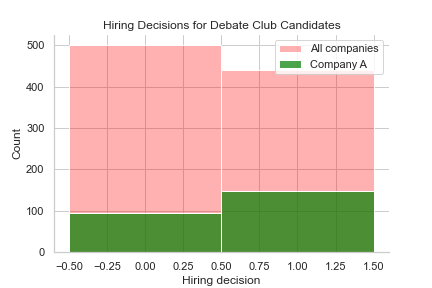 Hiring Decisions for Debate Club Candidates
All companies
Company A
500
400
300
200
100
0
Count
−0.50 −0.25 0.00 0.25 0.50 0.75 1.00 1.25 1.50
Hiring decision